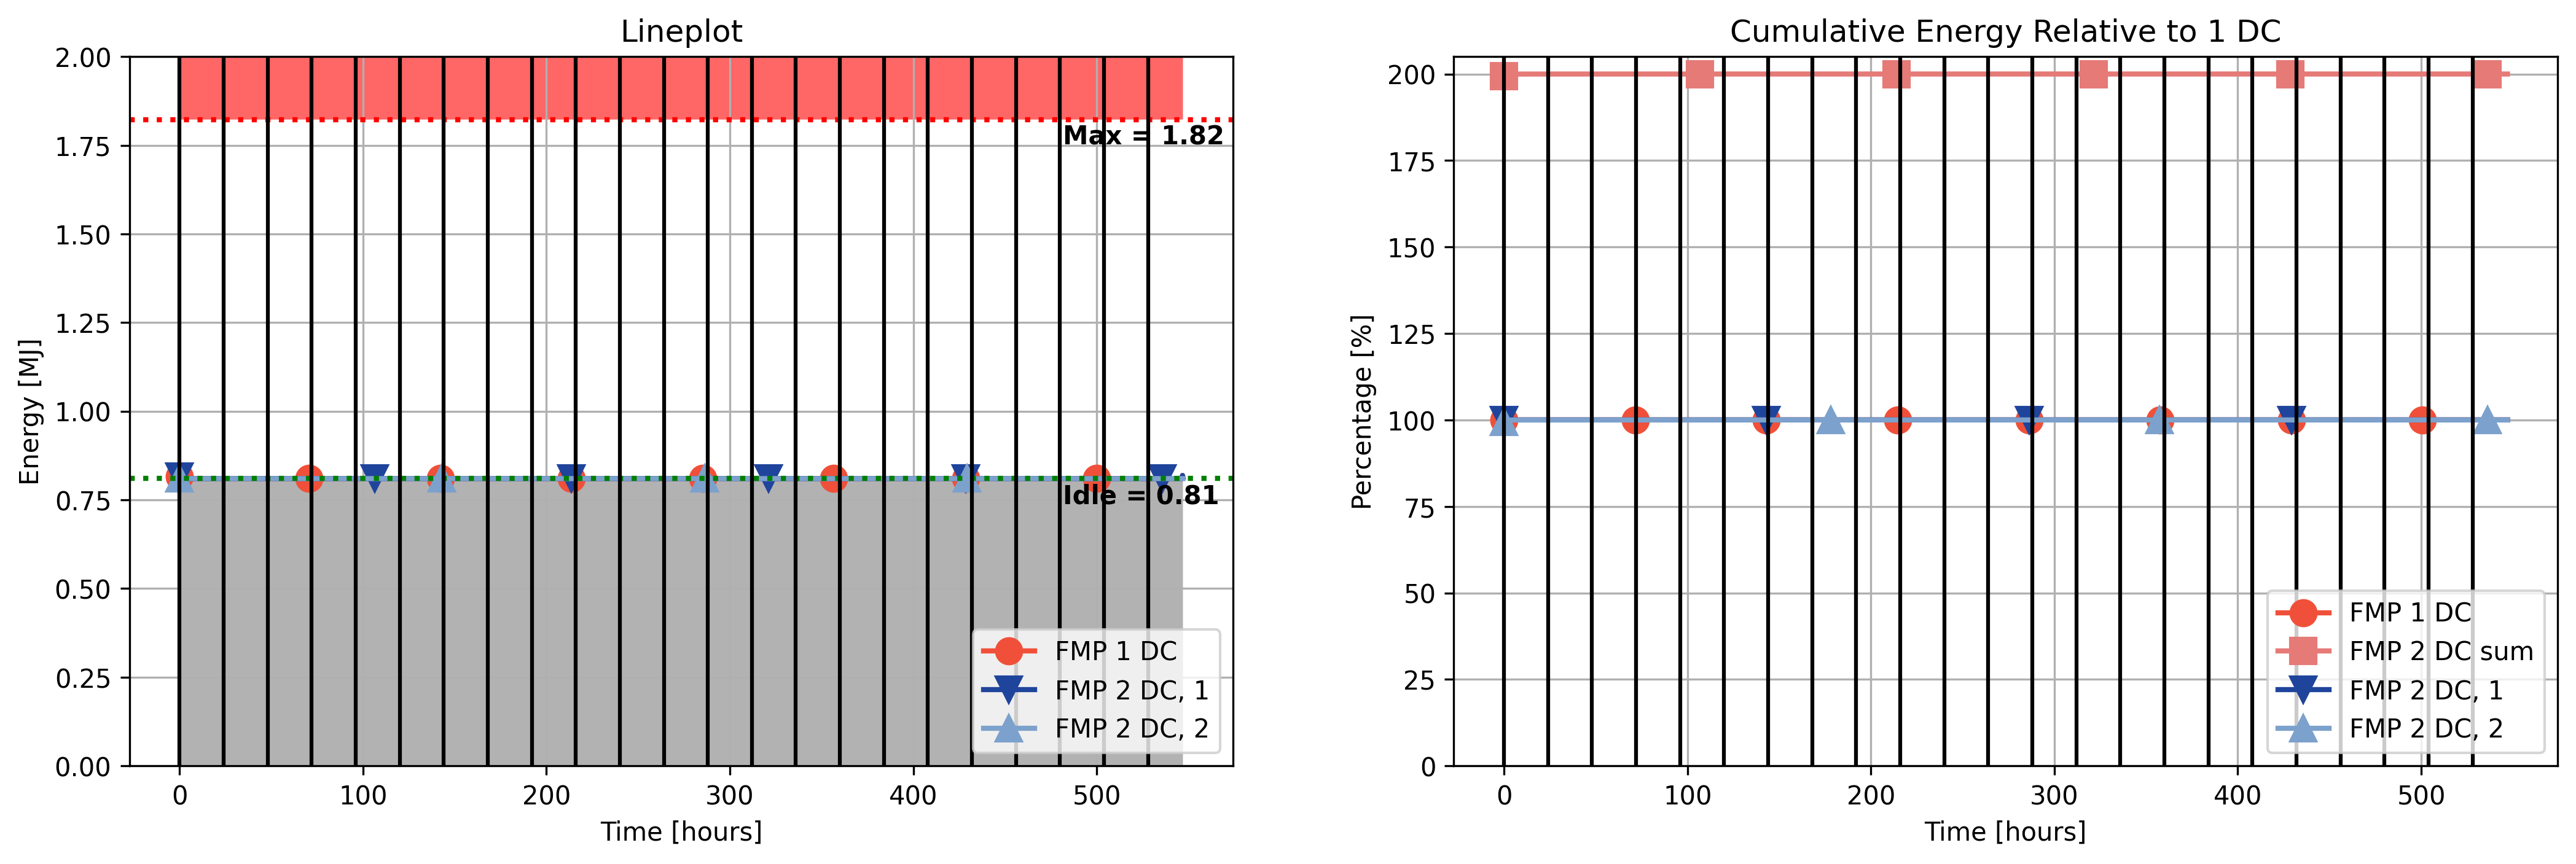 Lineplot
Energy [MJ]
2.00
1.75
1.50
1.25
1.00
0.75
0.50
0.25
0.00
Max = 1.82
Idle = 0.81
FMP 1 DC
FMP 2 DC, 1
FMP 2 DC, 2
0 100 200 300 400 500
Time [hours]
Cumulative Energy Relative to 1 DC
Percentage [%]
200
175
150
125
100
75
50
25
0
FMP 1 DC
FMP 2 DC sum
FMP 2 DC, 1
FMP 2 DC, 2
0 100 200 300 400 500
Time [hours]